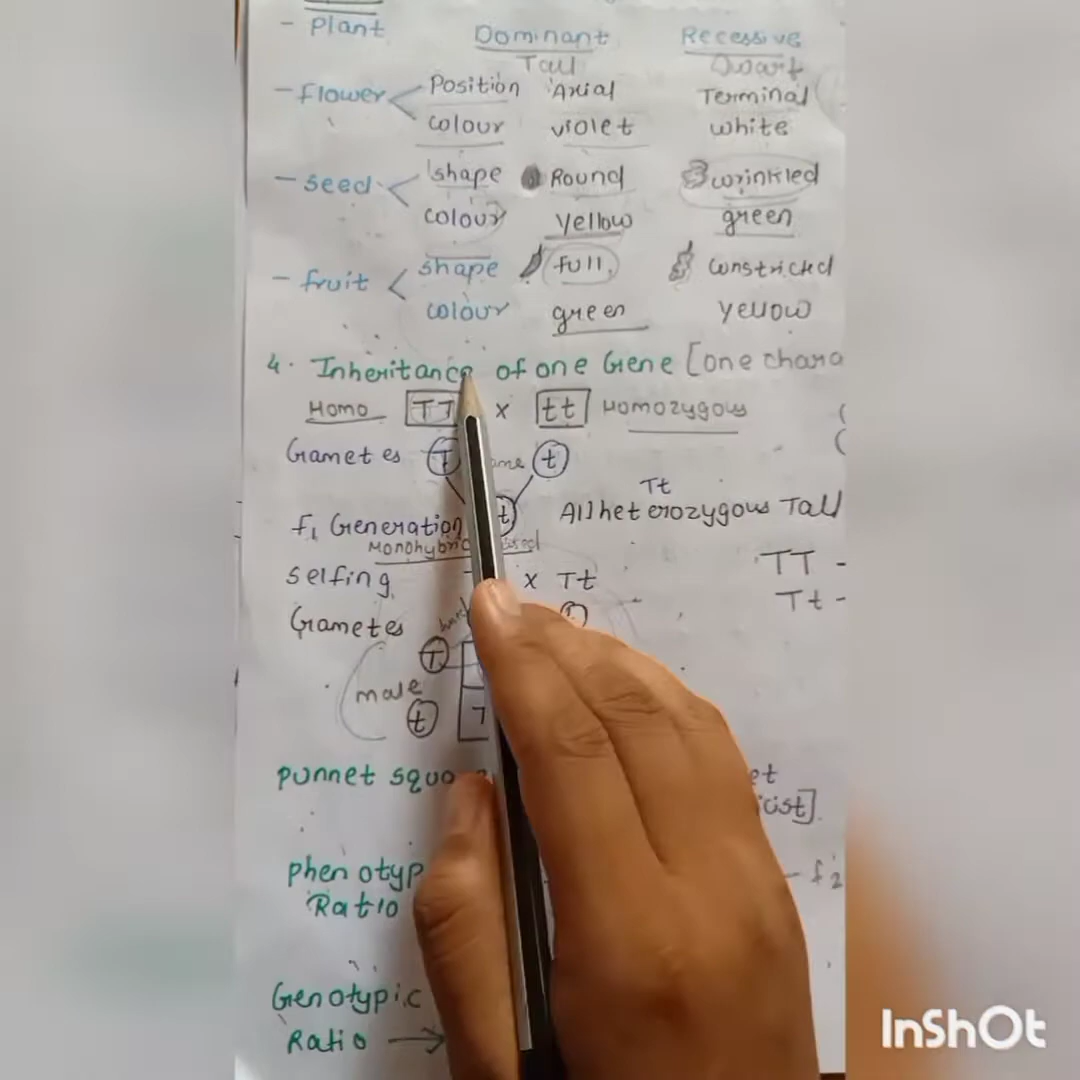 - Plant Dominant Recessive
Tall Dwarf
- flower Position Axial Terminal
colour violet white
- seed shape Round wrinkled
colour yellow green
- fruit shape full constricted
colour green yellow
4. Inheritance of one Gene [one chara
Homo TT x tt Homozygous
Gametes T t
Tt
f1 Generation t All heterozygous Tall
TT -
selfing x Tt
Tt -
Gametes
T
male
t
punnet squ
Phenotyp - f2
Ratio
Genotypic
Ratio →
InShOt